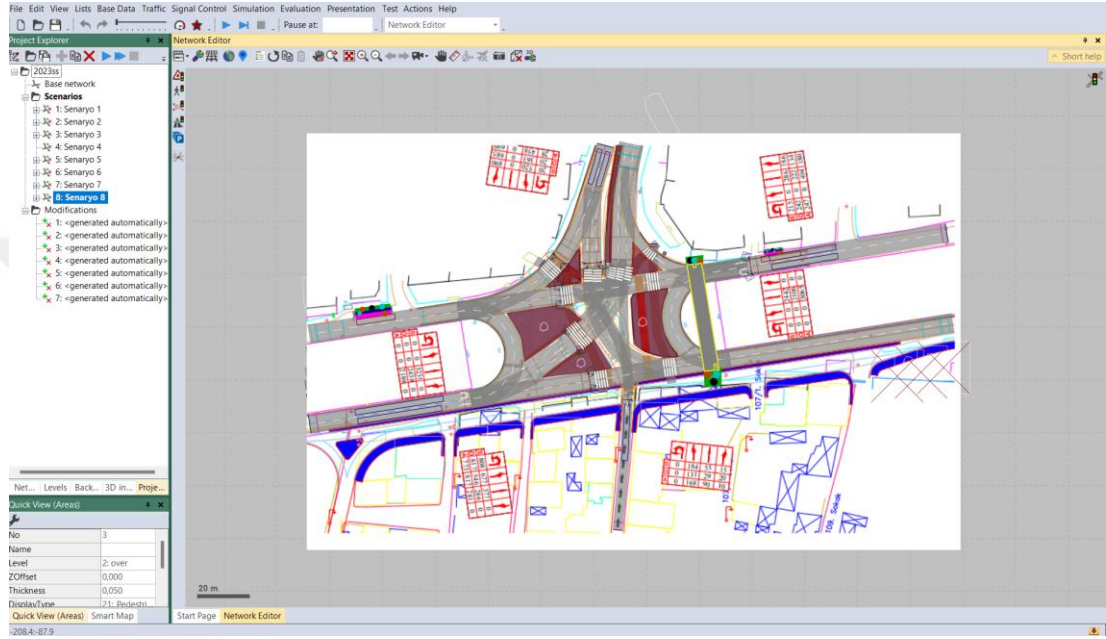 File Edit View Lists Base Data Traffic Signal Control Simulation Evaluation Presentation Test Actions Help
Pause at:
Network Editor
Project Explorer
Network Editor
Short help
2023ss
Base network
Scenarios
1: Senaryo 1
2: Senaryo 2
3: Senaryo 3
4: Senaryo 4
5: Senaryo 5
6: Senaryo 6
7: Senaryo 7
8: Senaryo 8
Modifications
1: <generated automatically>
2: <generated automatically>
3: <generated automatically>
4: <generated automatically>
5: <generated automatically>
6: <generated automatically>
7: <generated automatically>
107/1. Sok
109. Sokak
Net... Levels Back... 3D in... Proje...
Quick View (Areas)
No 3
Name
Level 2: over
ZOffset 0,000
Thickness 0,050
DisplayType 21: Pedestri
20 m
Quick View (Areas) Smart Map
Start Page Network Editor
-208.4:-87.9